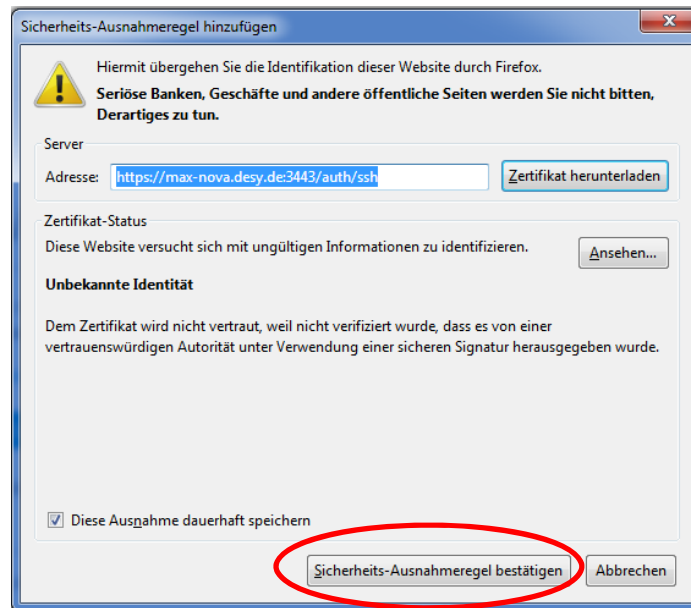 Sicherheits-Ausnahmeregel hinzufügen
Hiermit übergehen Sie die Identifikation dieser Website durch Firefox.
Seriöse Banken, Geschäfte und andere öffentliche Seiten werden Sie nicht bitten,
Derartiges zu tun.
Server
Adresse: https://max-nova.desy.de:3443/auth/ssh Zertifikat herunterladen
Zertifikat-Status
Diese Website versucht sich mit ungültigen Informationen zu identifizieren. Ansehen...
Unbekannte Identität
Dem Zertifikat wird nicht vertraut, weil nicht verifiziert wurde, dass es von einer
vertrauenswürdigen Autorität unter Verwendung einer sicheren Signatur herausgegeben wurde.
Diese Ausnahme dauerhaft speichern
Sicherheits-Ausnahmeregel bestätigen Abbrechen